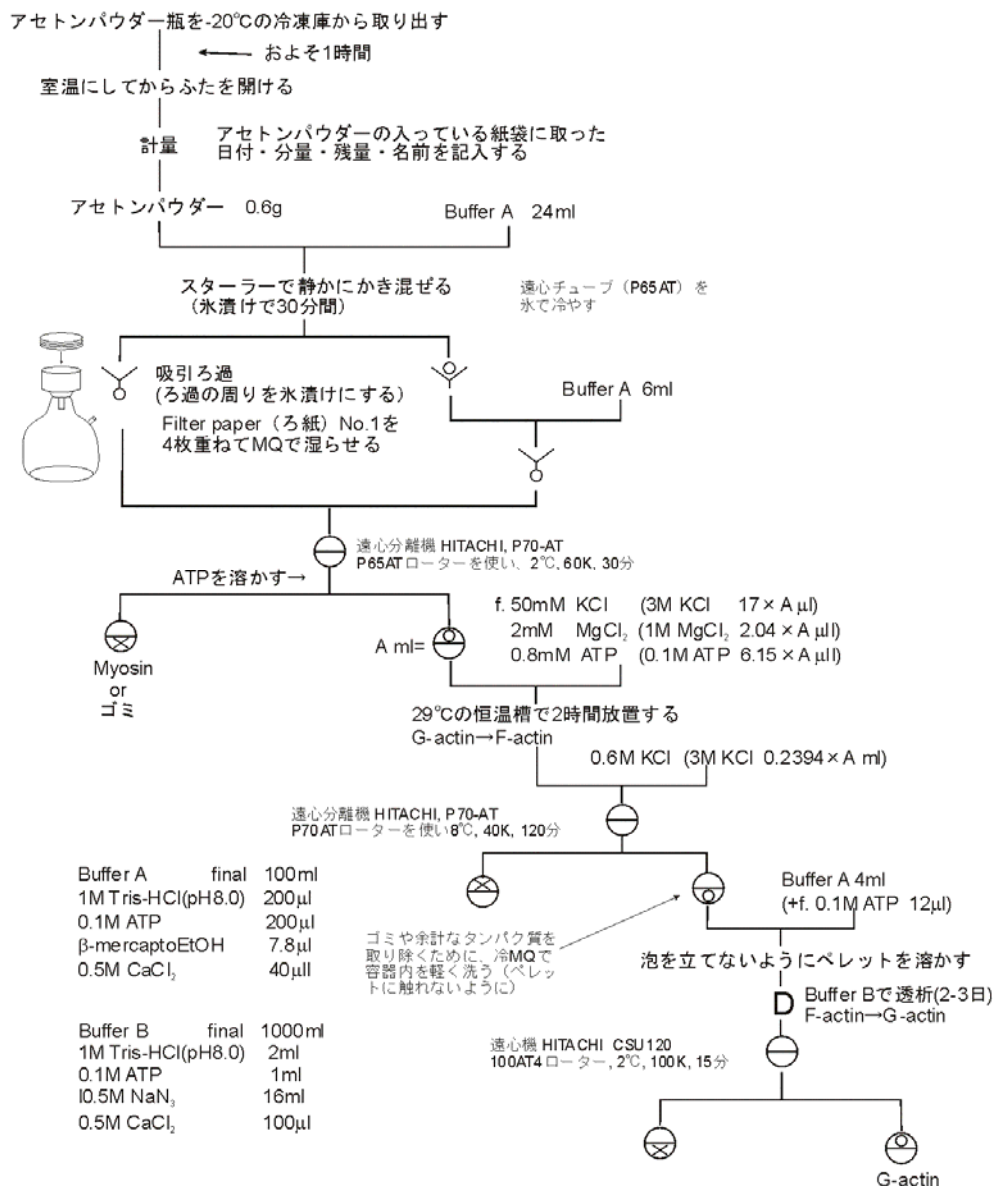 アセトンパウダー瓶を-20℃の冷凍庫から取り出す
およそ1時間
室温にしてからふたを開ける
計量
アセトンパウダーの入っている紙袋に取った
日付・分量・残量・名前を記入する
アセトンパウダー 0.6g
Buffer A 24ml
スターラーで静かにかき混ぜる
(氷漬けで30分間)
遠心チューブ（P65AT）を
氷で冷やす
吸引ろ過
(ろ過の周りを氷漬けにする)
Filter paper（ろ紙）No.1を
4枚重ねてMQで湿らせる
Buffer A 6ml
遠心分離機 HITACHI, P70-AT
P65ATローターを使い、2℃, 60K, 30分
ATPを溶かす→
Myosin
or
ゴミ
A ml=
f. 50mM KCl (3M KCl 17×A μl)
2mM MgCl₂ (1M MgCl₂ 2.04×A μll)
0.8mM ATP (0.1M ATP 6.15×A μll)
29℃の恒温槽で2時間放置する
G-actin→F-actin
0.6M KCl (3M KCl 0.2394×A ml)
遠心分離機 HITACHI, P70-AT
P70ATローターを使い8℃, 40K, 120分
Buffer A 4ml
(+f. 0.1M ATP 12μl)
ゴミや余計なタンパク質を
取り除くために、冷MQで
容器内を軽く洗う（ペレッ
トに触れないように）
泡を立てないようにペレットを溶かす
D
Buffer Bで透析(2-3日)
F-actin→G-actin
遠心機 HITACHI CSU120
100AT4ローター, 2℃, 100K, 15分
G-actin
Buffer A final 100ml
1M Tris-HCl(pH8.0) 200μl
0.1M ATP 200μl
β-mercaptoEtOH 7.8μl
0.5M CaCl₂ 40μll
Buffer B final 1000ml
1M Tris-HCl(pH8.0) 2ml
0.1M ATP 1ml
l0.5M NaN₃ 16ml
0.5M CaCl₂ 100μl